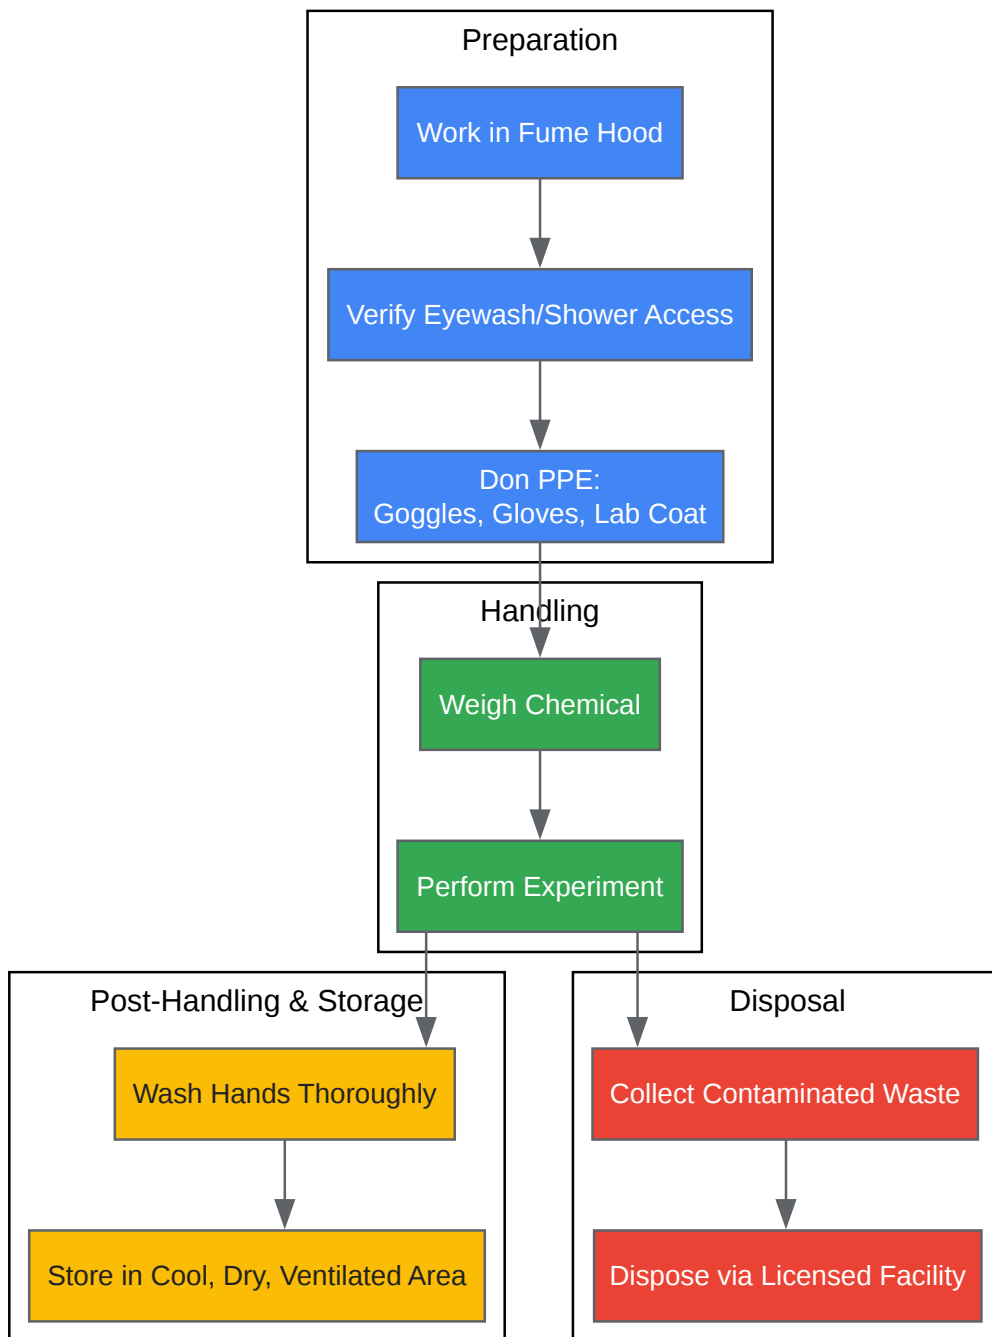 Preparation
Work in Fume Hood
Verify Eyewash/Shower Access
Don PPE:
Goggles, Gloves, Lab Coat
Handling
Weigh Chemical
Perform Experiment
Post-Handling & Storage
Wash Hands Thoroughly
Store in Cool, Dry, Ventilated Area
Disposal
Collect Contaminated Waste
Dispose via Licensed Facility